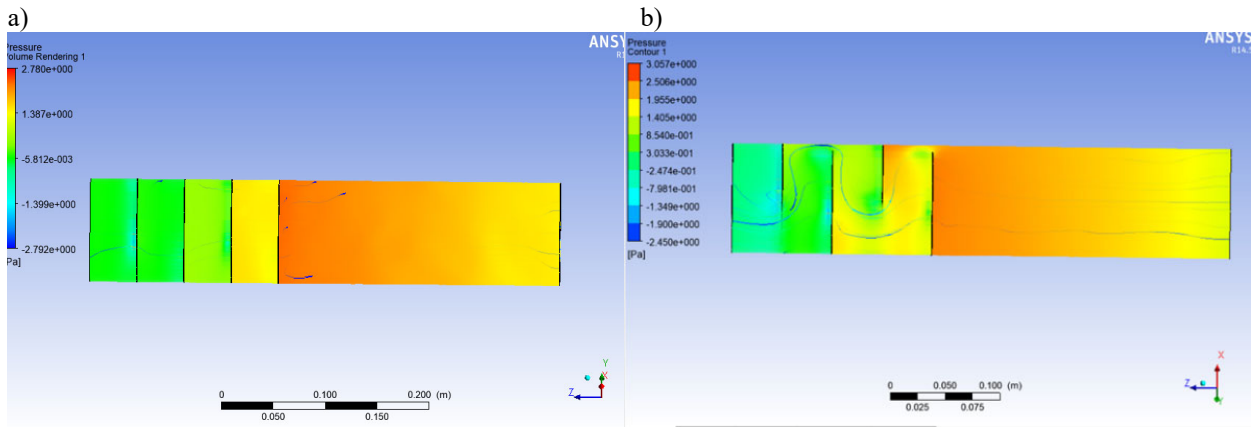 a)
Pressure
Volume Rendering 1
2.780e+000
1.387e+000
-5.812e-003
-1.399e+000
-2.792e+000
[Pa]
ANSYS
0 0.100 0.200 (m)
0.050 0.150
Y
X
Z
b)
Pressure
Contour 1
3.057e+000
2.506e+000
1.955e+000
1.405e+000
8.540e-001
3.033e-001
-2.474e-001
-7.981e-001
-1.349e+000
-1.900e+000
-2.450e+000
[Pa]
ANSYS
R14.5
0 0.050 0.100 (m)
0.025 0.075
X
Z
Y